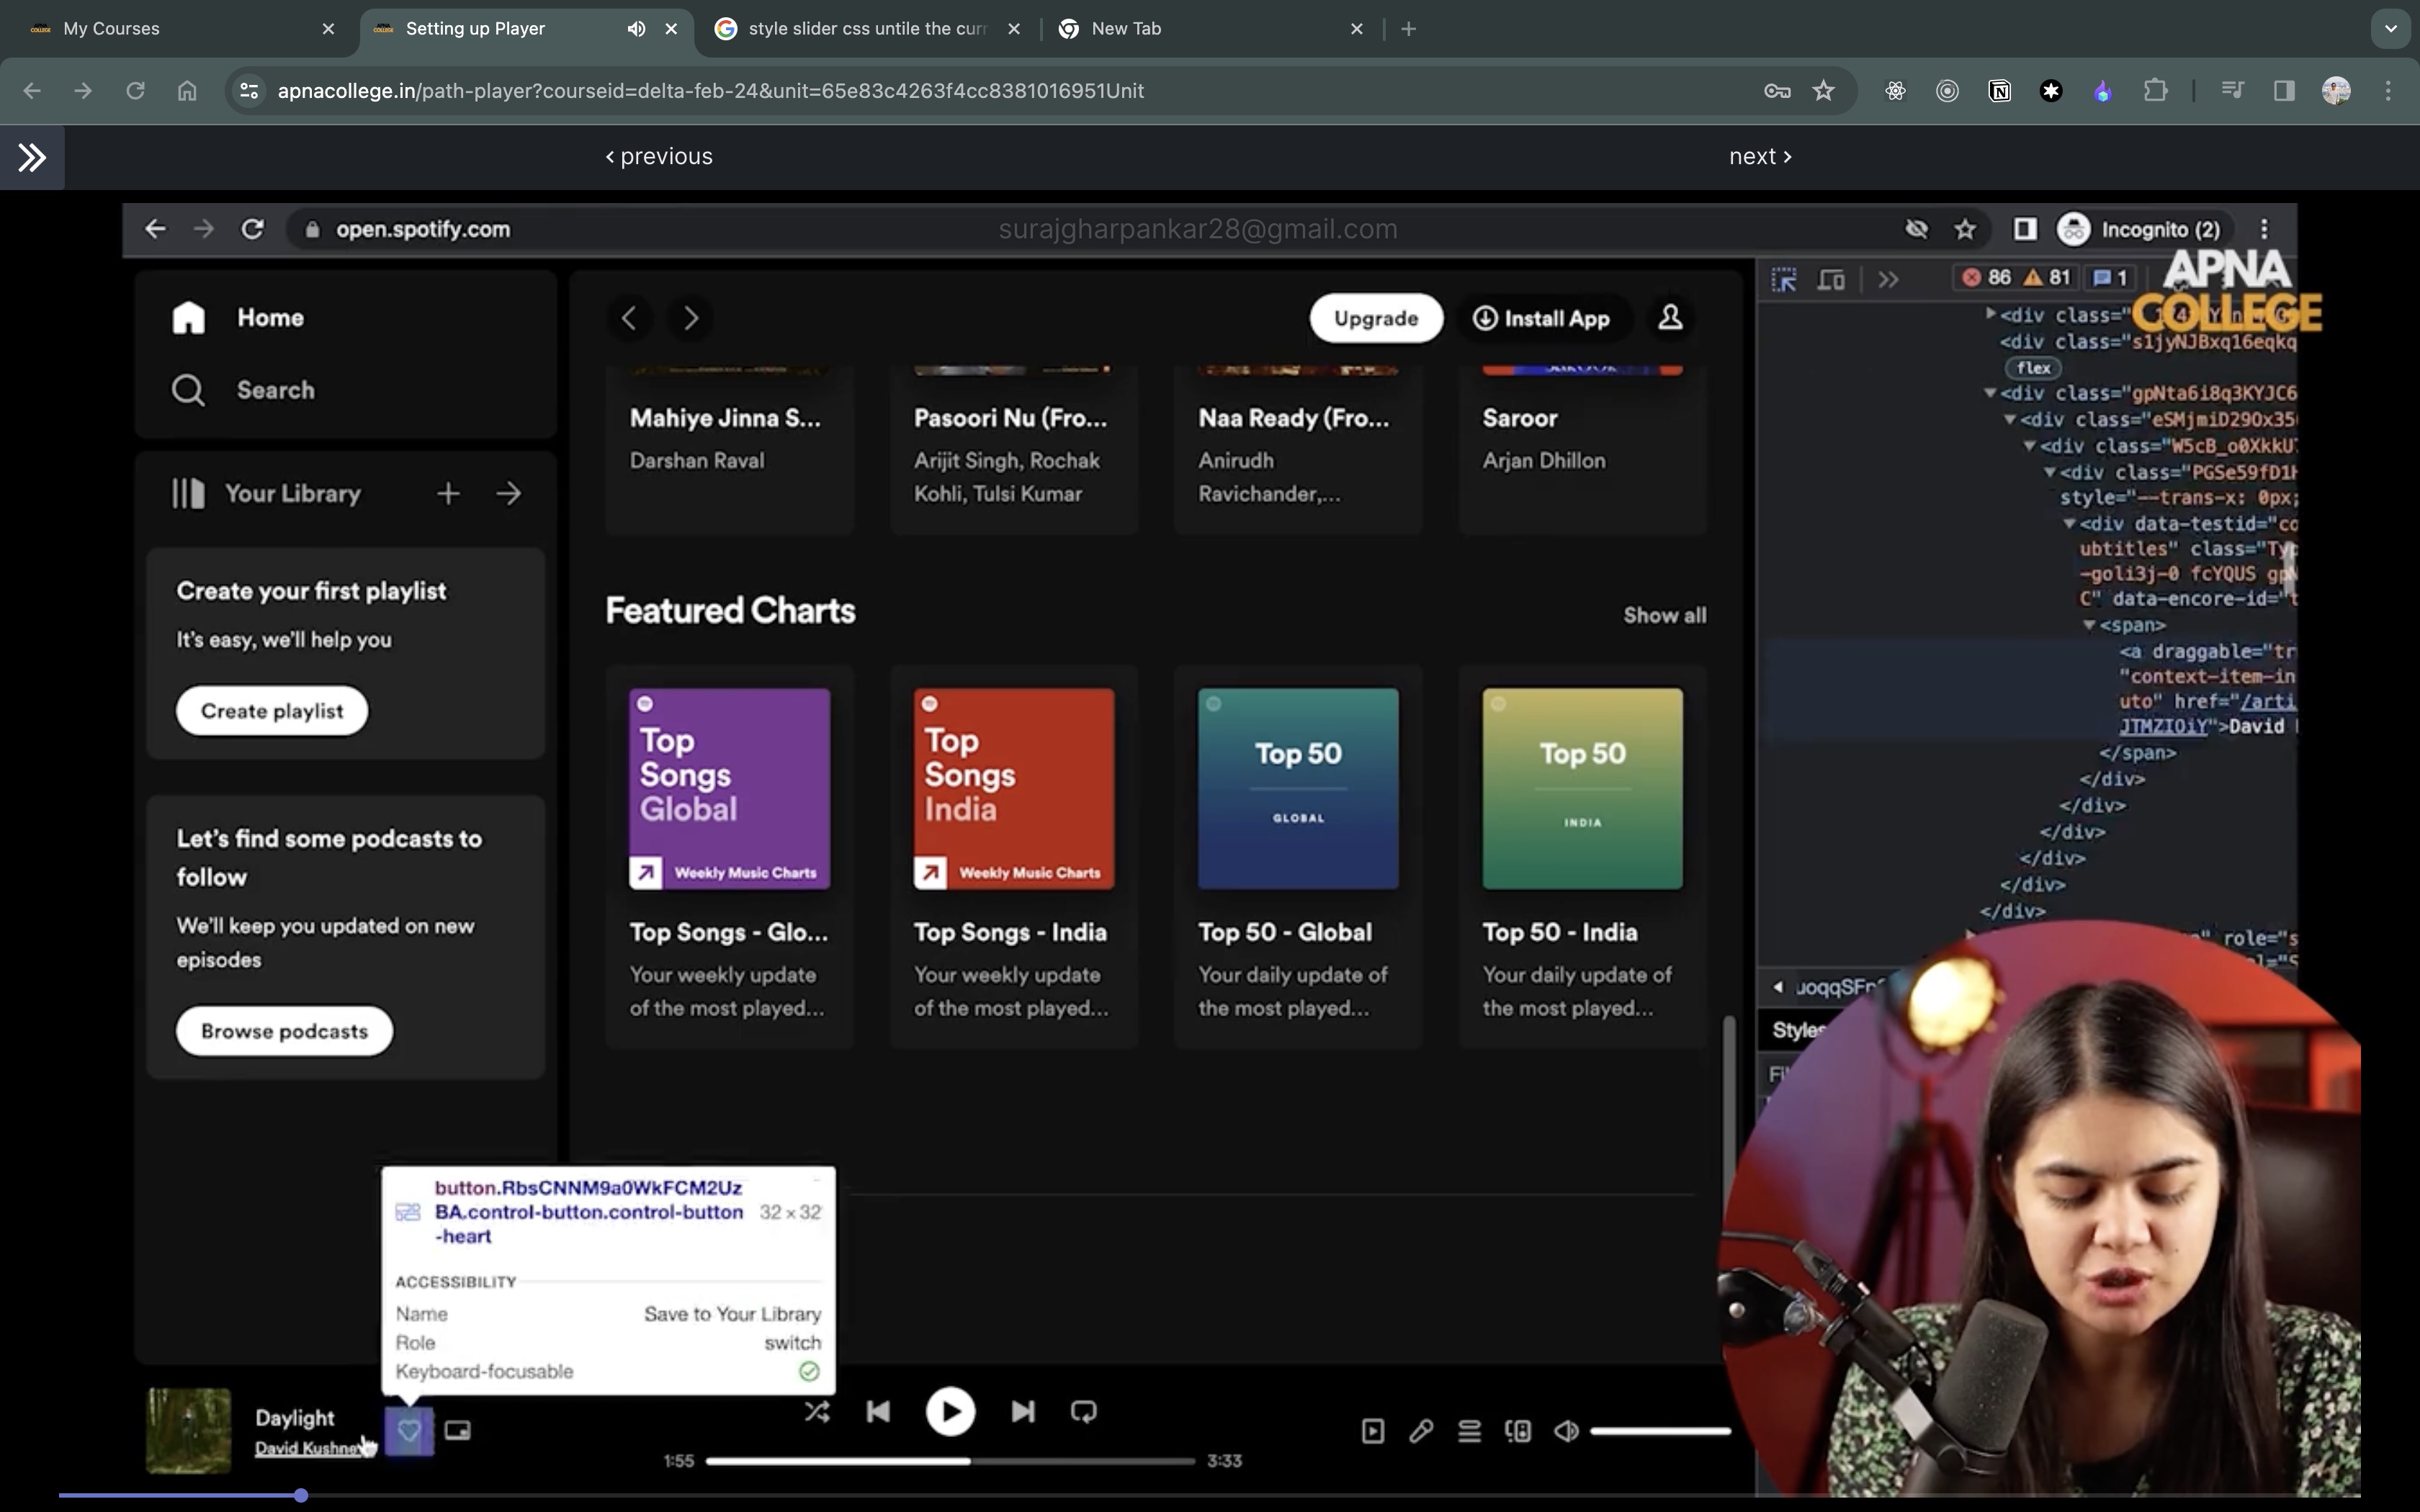 My Courses
Setting up Player
style slider css untile the curr
New Tab
apnacollege.in/path-player?courseid=delta-feb-24&unit=65e83c4263f4cc8381016951Unit
‹ previous
next ›
open.spotify.com
surajgharpankar28@gmail.com
Incognito (2)
Home
Search
Your Library
Create your first playlist
It's easy, we'll help you
Create playlist
Let's find some podcasts to
follow
We'll keep you updated on new
episodes
Browse podcasts
Upgrade
Install App
Mahiye Jinna S...
Darshan Raval
Pasoori Nu (Fro...
Arijit Singh, Rochak
Kohli, Tulsi Kumar
Naa Ready (Fro...
Anirudh
Ravichander,...
Saroor
Arjan Dhillon
Featured Charts
Show all
Top
Songs
Global
Weekly Music Charts
Top
Songs
India
Weekly Music Charts
Top 50
GLOBAL
Top 50
INDIA
Top Songs - Glo...
Your weekly update
of the most played...
Top Songs - India
Your weekly update
of the most played...
Top 50 - Global
Your daily update of
the most played...
Top 50 - India
Your daily update of
the most played...
button.RbsCNNM9a0WkFCM2Uz
BA.control-button.control-button
-heart
32 × 32
ACCESSIBILITY
Name Save to Your Library
Role switch
Keyboard-focusable
Daylight
David Kushne
1:55
3:33
86 81 1
APNA
COLLEGE
<div class="
<div class="s1jyNJBxq16eqkq
flex
<div class="gpNta6i8q3KYJC6
<div class="eSMjmiD29Ox35
<div class="W5cB_o0XkkU
<div class="PGSe59fD1H
style="--trans-x: 0px;
<div data-testid="co
ubtitles" class="Typ
-goli3j-0 fcYQUS gpN
C" data-encore-id="t
<span>
<a draggable="tr
"context-item-in
uto" href="/arti
JTMZIOiY">David
</span>
</div>
</div>
</div>
</div>
</div>
</div>
role="s
Styles